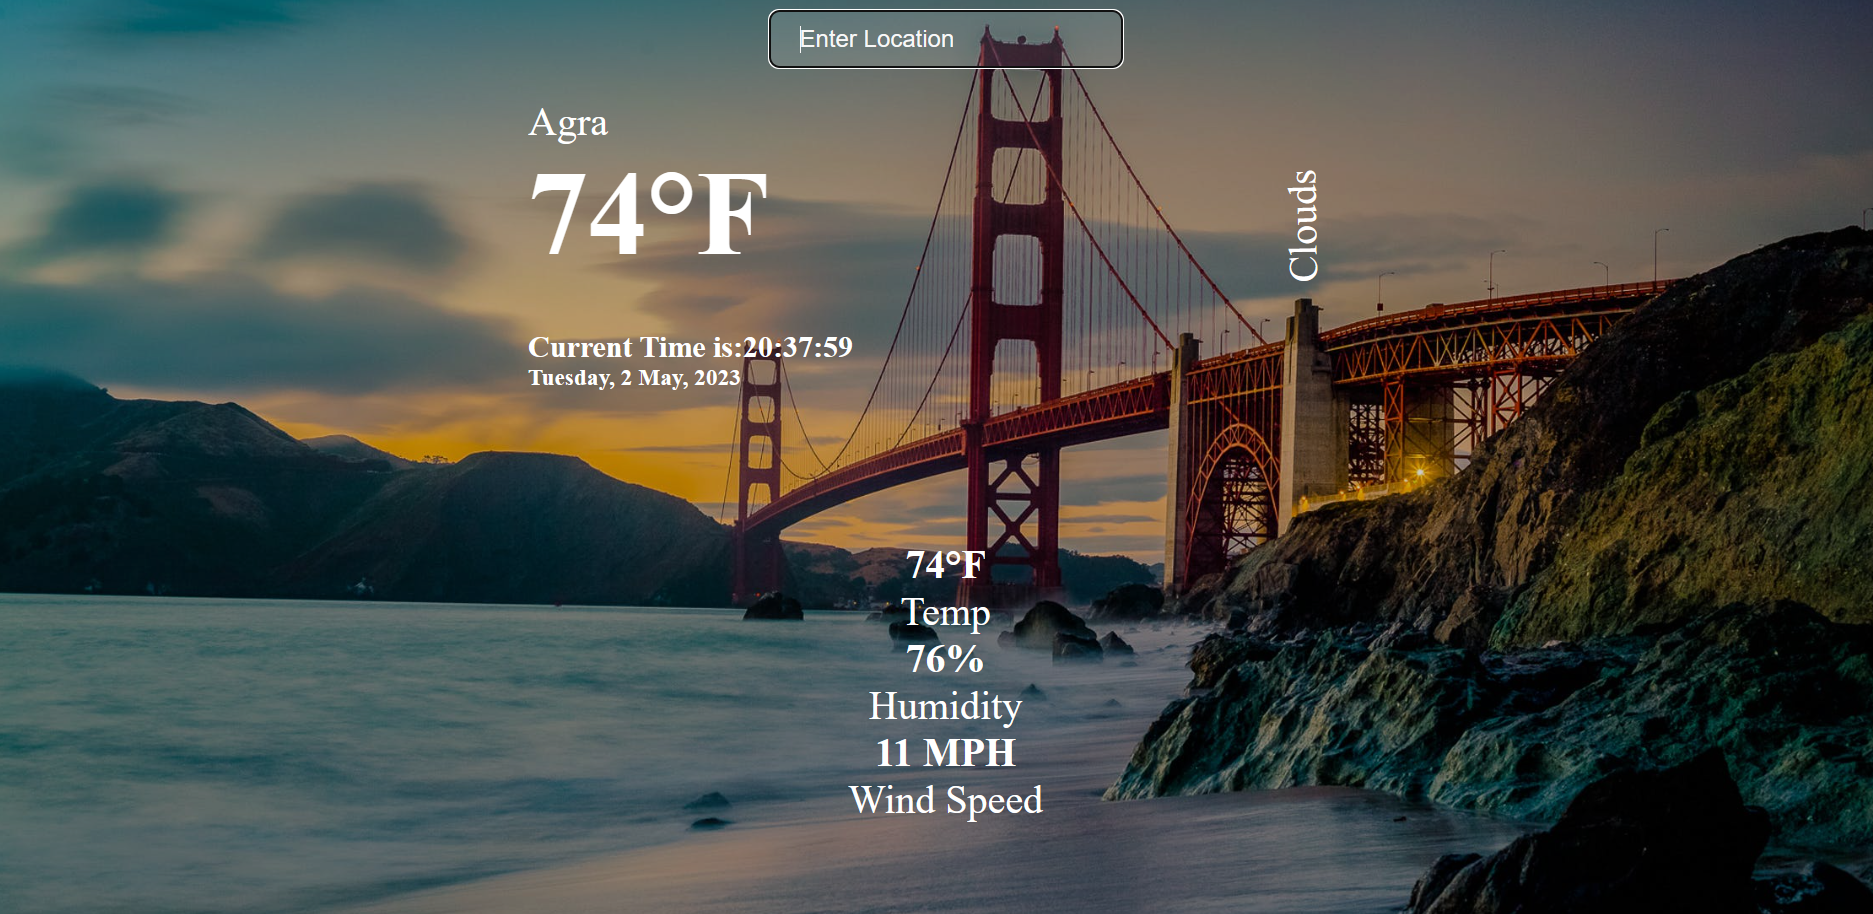 Enter Location
Agra
74°F
Clouds
Current Time is:20:37:59
Tuesday, 2 May, 2023
74°F
Temp
76%
Humidity
11 MPH
Wind Speed